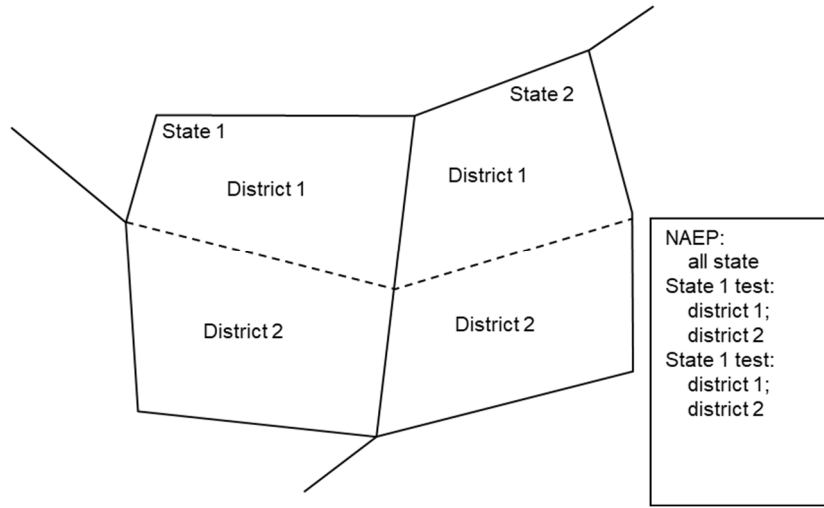 State 1
State 2
District 1
District 1
District 2
District 2
NAEP:
all state
State 1 test:
district 1;
district 2
State 1 test:
district 1;
district 2